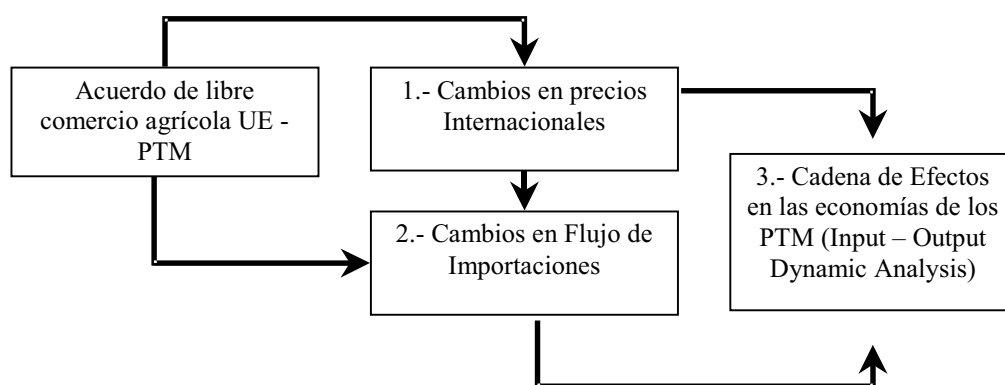 Acuerdo de libre
comercio agrícola UE -
PTM
1.- Cambios en precios
Internacionales
2.- Cambios en Flujo de
Importaciones
3.- Cadena de Efectos
en las economías de los
PTM (Input – Output
Dynamic Analysis)